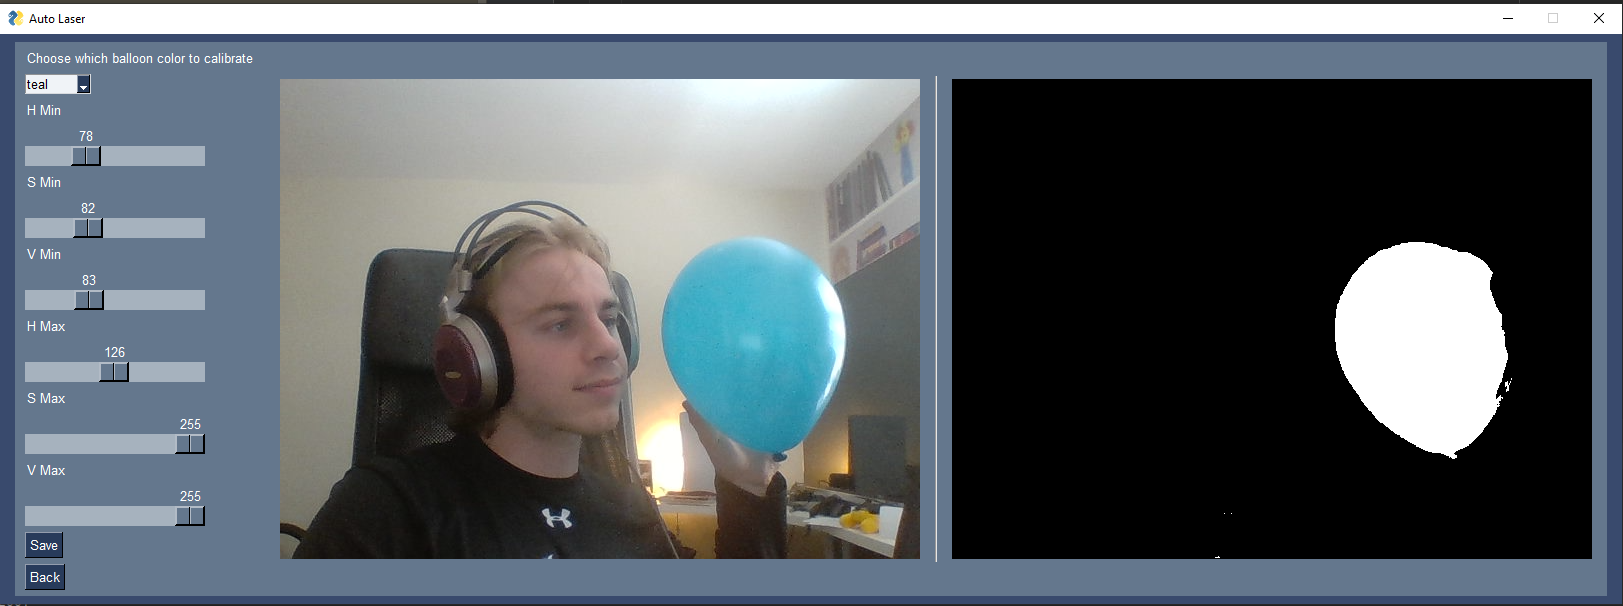 Auto Laser
Choose which balloon color to calibrate
teal
H Min
78
S Min
82
V Min
83
H Max
126
S Max
255
V Max
255
Save
Back